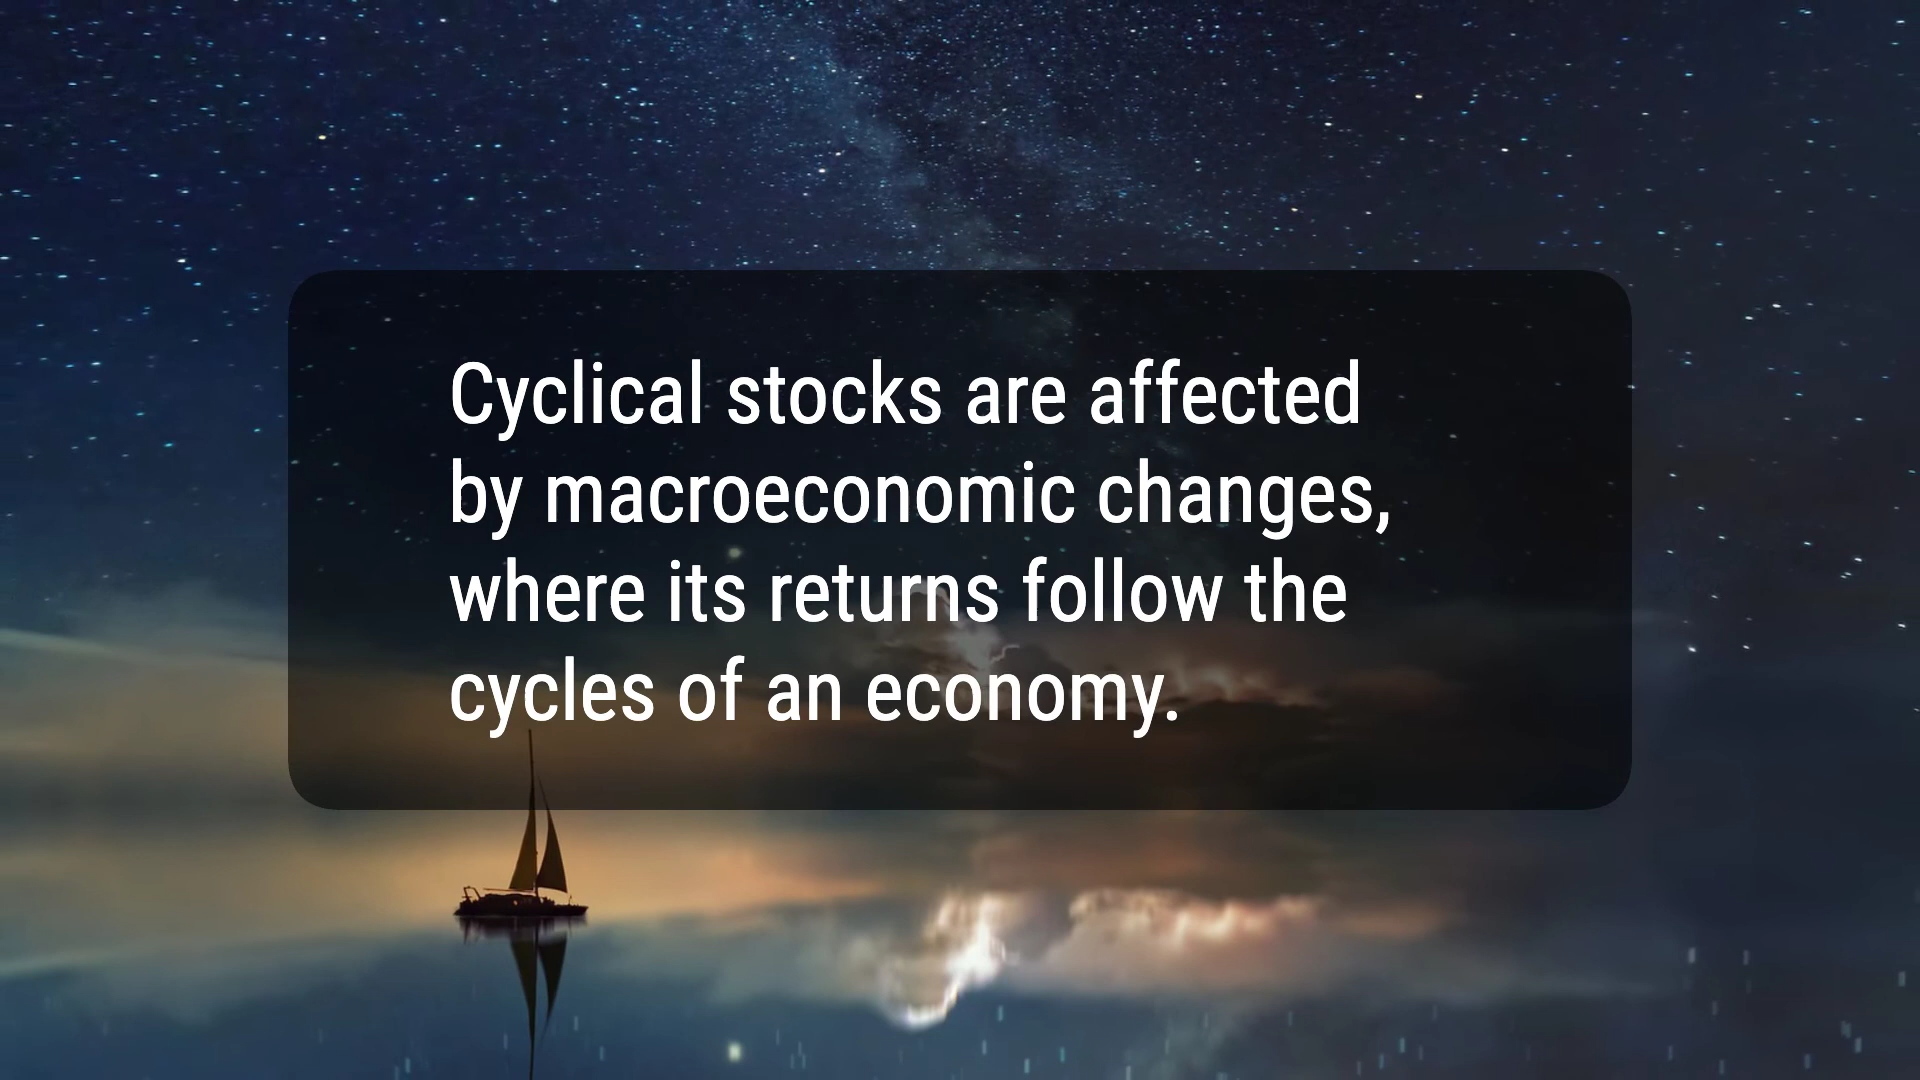 Cyclical stocks are affected
by macroeconomic changes,
where its returns follow the
cycles of an economy.